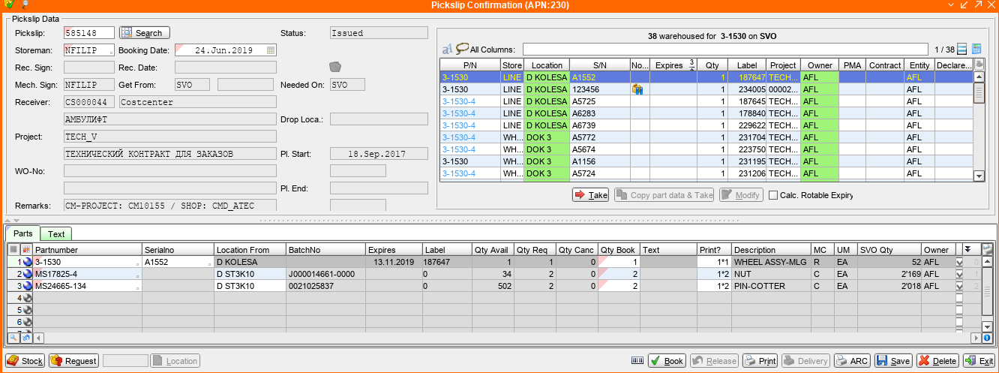 Pickslip Confirmation (APN:230)
Pickslip Data
Pickslip: 585148 Search Status: Issued
Storeman: NFILIP Booking Date: 24.Jun.2019
Rec. Sign: Rec. Date:
Mech. Sign: NFILIP Get From: SVO Needed On: SVO
Receiver: CS000044 Costcenter
АМБУЛИФТ Drop Loca.:
Project: TECH_V
ТЕХНИЧЕСКИЙ КОНТРАКТ ДЛЯ ЗАКАЗОВ Pl. Start: 18.Sep.2017
WO-No:
Pl. End:
Remarks: CM-PROJECT: CM10155 / SHOP: CMD_ATEC
38 warehoused for 3-1530 on SVO
All Columns: 1 / 38
P/N Store Location S/N No... Expires 3 Qty Label Project Owner PMA Contract Entity Declare...
3-1530 LINE D KOLESA A1552 1 187647 TECH... AFL AFL
3-1530 LINE D KOLESA 123456 1 234005 00002... AFL AFL
3-1530-4 LINE D KOLESA A5725 1 187645 TECH... AFL AFL
3-1530-4 LINE D KOLESA A6283 1 178840 TECH... AFL AFL
3-1530-4 LINE D KOLESA A6739 1 229622 TECH... AFL AFL
3-1530-4 WH... DOK 3 A5772 1 231704 TECH... AFL AFL
3-1530-4 WH... DOK 3 A5674 1 223750 TECH... AFL AFL
3-1530 WH... DOK 3 A1156 1 231195 TECH... AFL AFL
3-1530-4 WH... DOK 3 A5724 1 231206 TECH... AFL AFL
Take Copy part data & Take Modify Calc. Rotable Expiry
Parts Text
Partnumber Serialno Location From BatchNo Expires Label Qty Avail Qty Req Qty Canc Qty Book Text Print? Description MC UM SVO Qty Owner
1 3-1530 A1552 D KOLESA 13.11.2019 187647 1 1 0 1 1*1 WHEEL ASSY-MLG R EA 52 AFL 0
2 MS17825-4 D ST3K10 J000014661-0000 0 34 2 0 2 1*2 NUT C EA 2'169 AFL 1
3 MS24665-134 D ST3K10 0021025837 0 502 2 0 2 1*2 PIN-COTTER C EA 2'018 AFL 2
4
5
6
Stock Request Location Book Release Print Delivery ARC Save Delete Exit